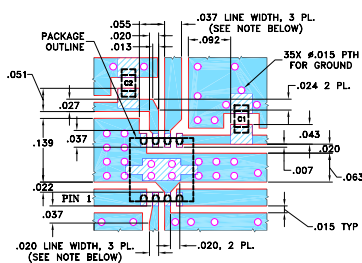 .055
.037 LINE WIDTH, 3 PL.
(SEE NOTE BELOW)
PACKAGE
OUTLINE
.020
.013
.092
35X Ø.015 PTH
FOR GROUND
.051
C2
.024 2 PL.
.027
C1
.037
.043
.139
.020
.007
.063
.022
PIN 1
.037
.015 TYP
.020 LINE WIDTH, 3 PL.
(SEE NOTE BELOW)
.020, 2 PL.